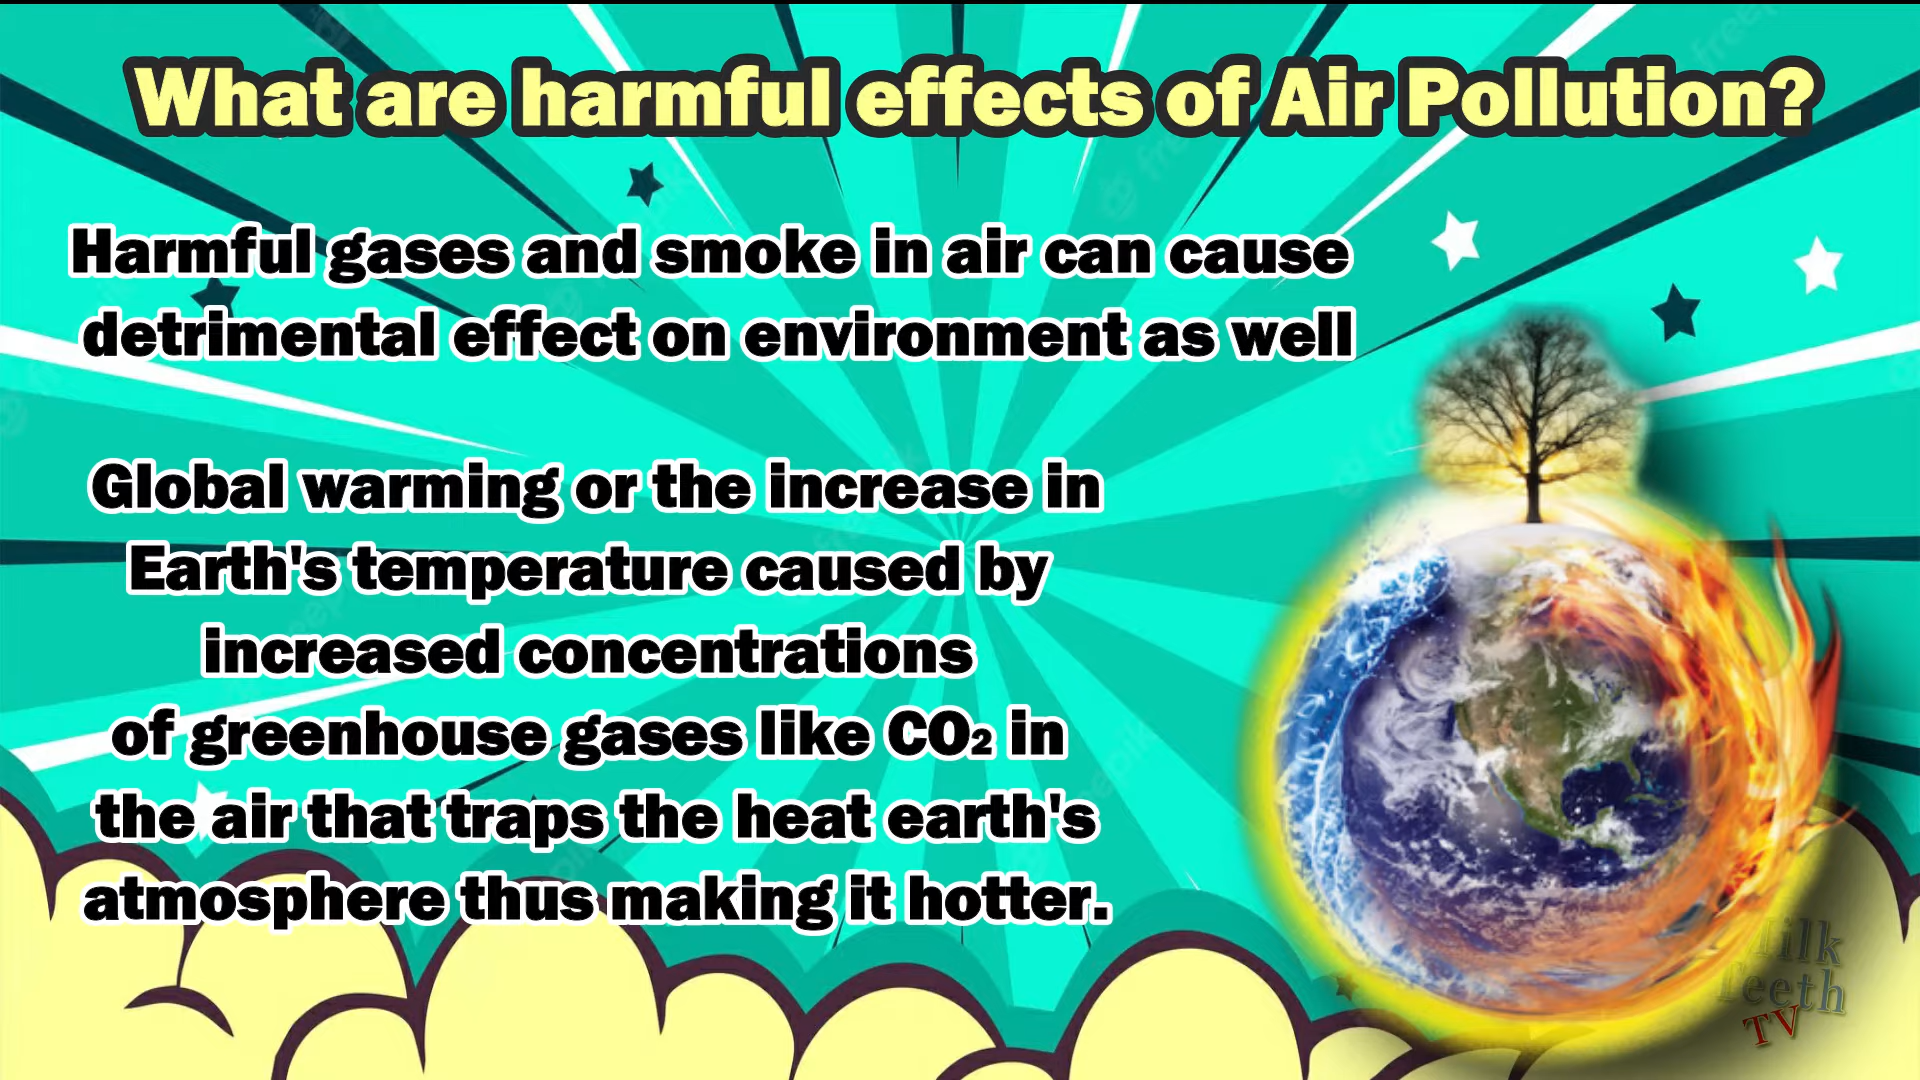 What are harmful effects of Air Pollution?
Harmful gases and smoke in air can cause
detrimental effect on environment as well
Global warming or the increase in
Earth's temperature caused by
increased concentrations
of greenhouse gases like CO₂ in
the air that traps the heat earth's
atmosphere thus making it hotter.
Milk
Teeth
TV